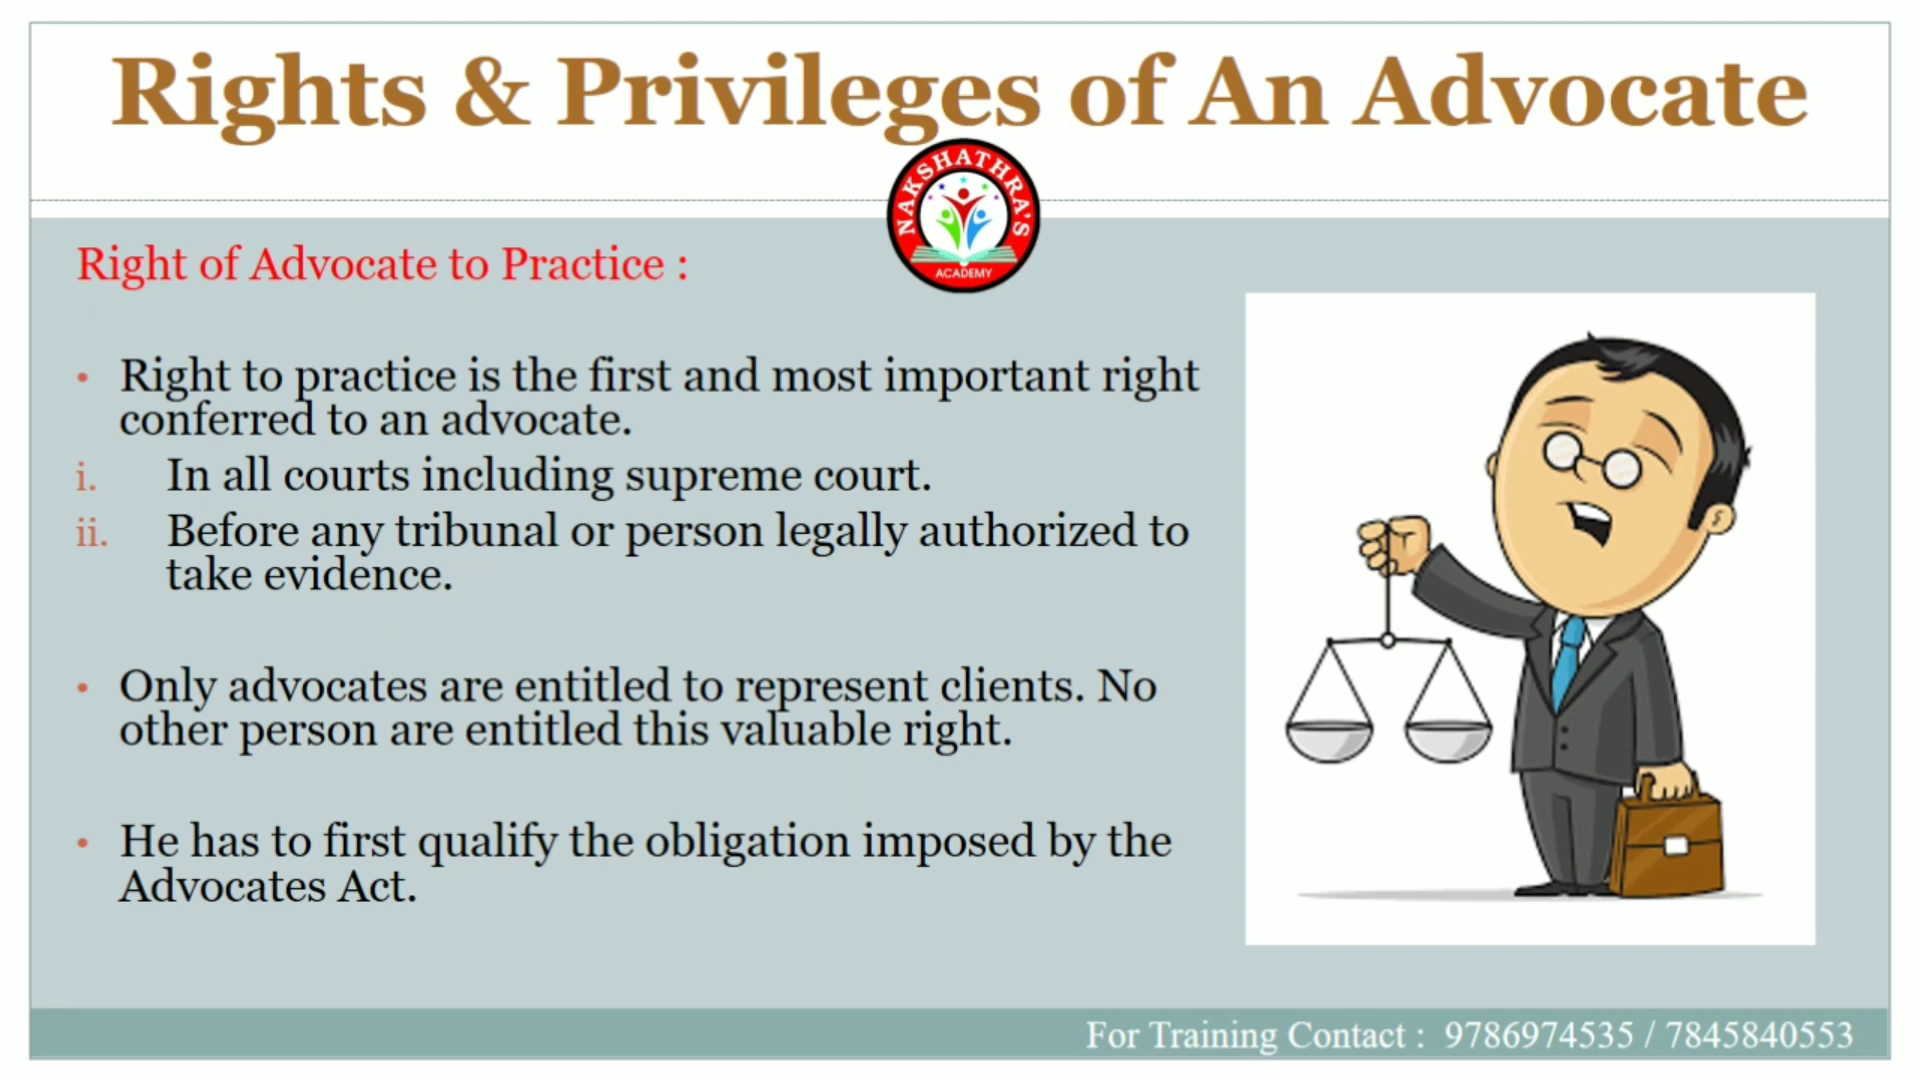 Rights & Privileges of An Advocate
NAKSHATHRA'S
ACADEMY
Right of Advocate to Practice :
• Right to practice is the first and most important right
conferred to an advocate.
i. In all courts including supreme court.
ii. Before any tribunal or person legally authorized to
take evidence.
• Only advocates are entitled to represent clients. No
other person are entitled this valuable right.
• He has to first qualify the obligation imposed by the
Advocates Act.
For Training Contact : 9786974535 / 7845840553